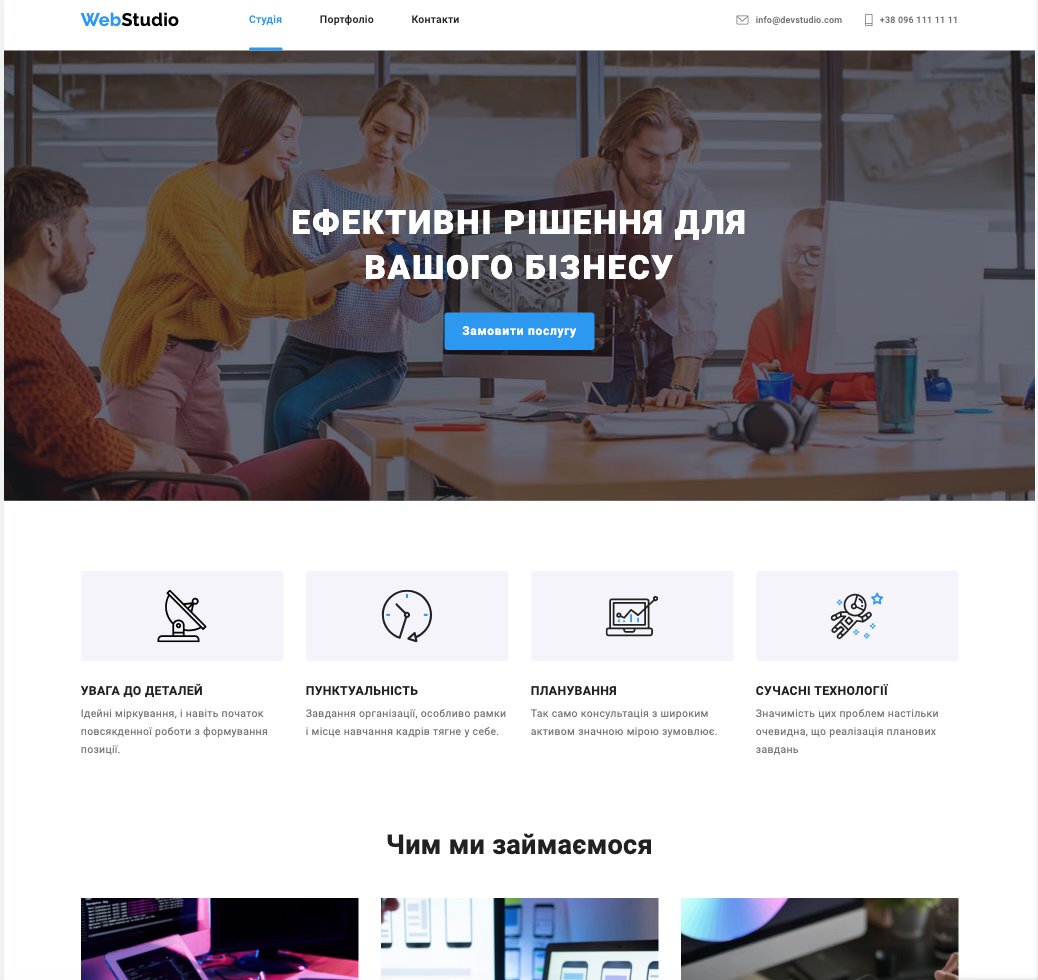 WebStudio
Студія
Портфоліо
Контакти
info@devstudio.com
+38 096 111 11 11
ЕФЕКТИВНІ РІШЕННЯ ДЛЯ
ВАШОГО БІЗНЕСУ
Замовити послугу
УВАГА ДО ДЕТАЛЕЙ
Ідейні міркування, і навіть початок
повсякденної роботи з формування
позиції.
ПУНКТУАЛЬНІСТЬ
Завдання організації, особливо рамки
і місце навчання кадрів тягне у себе.
ПЛАНУВАННЯ
Так само консультація з широким
активом значною мірою зумовлює.
СУЧАСНІ ТЕХНОЛОГІЇ
Значимість цих проблем настільки
очевидна, що реалізація планових
завдань
Чим ми займаємося